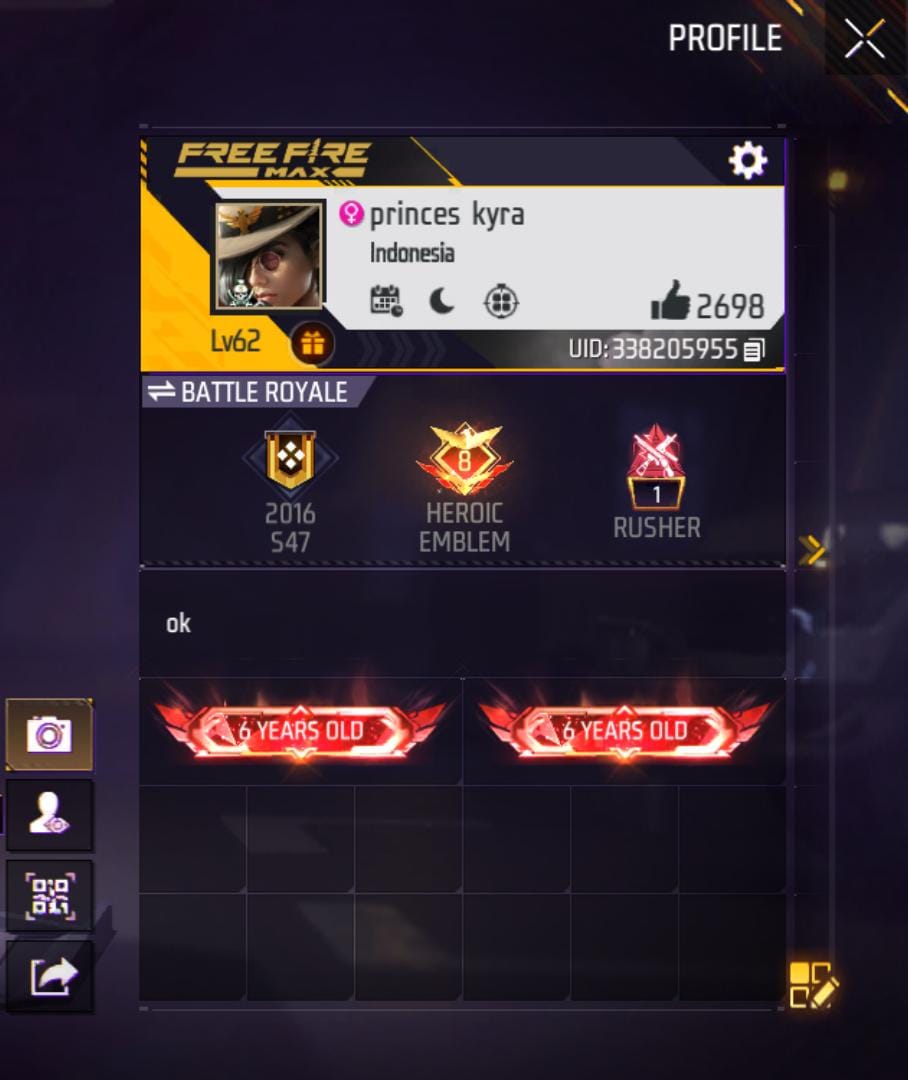 PROFILE
FREE FIRE
MAX
princes kyra
Indonesia
2698
Lv62
UID: 338205955
BATTLE ROYALE
8
1
2016
S47
HEROIC
EMBLEM
RUSHER
ok
6 YEARS OLD
6 YEARS OLD